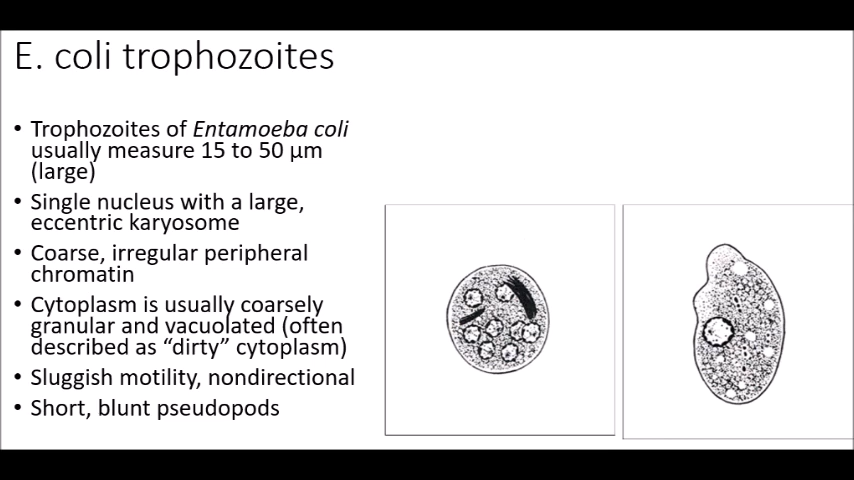 E. coli trophozoites
• Trophozoites of Entamoeba coli
usually measure 15 to 50 µm
(large)
• Single nucleus with a large,
eccentric karyosome
• Coarse, irregular peripheral
chromatin
• Cytoplasm is usually coarsely
granular and vacuolated (often
described as “dirty” cytoplasm)
• Sluggish motility, nondirectional
• Short, blunt pseudopods